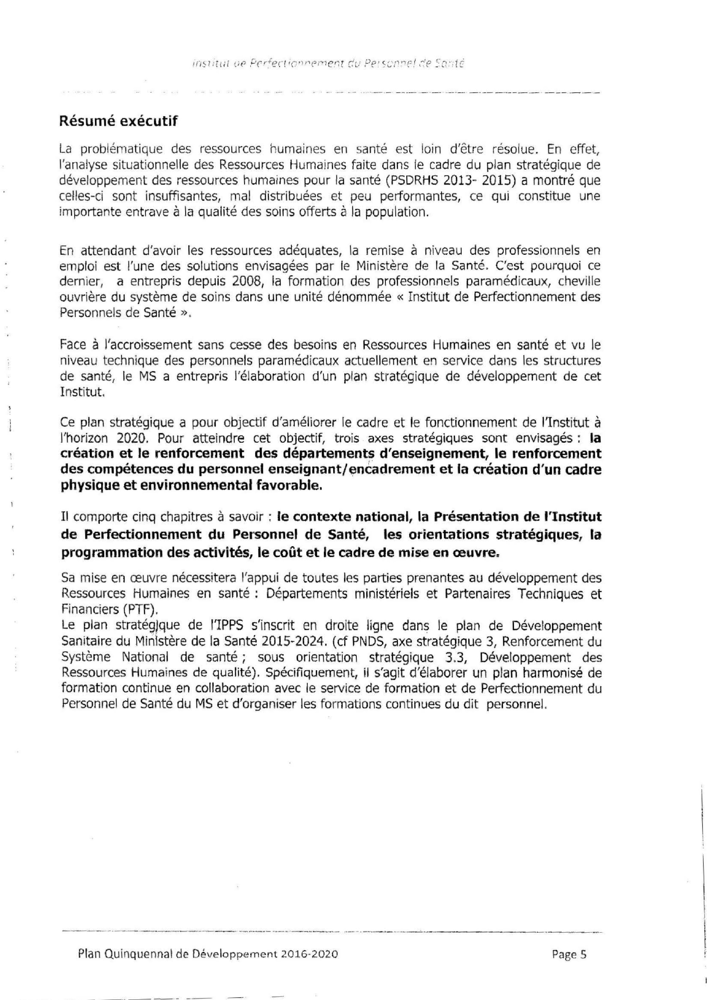 Institut de Perfectionnement du Personnel de Santé
Résumé exécutif
La problématique des ressources humaines en santé est loin d'être résolue. En effet,
l'analyse situationnelle des Ressources Humaines faite dans le cadre du plan stratégique de
développement des ressources humaines pour la santé (PSDRHS 2013- 2015) a montré que
celles-ci sont insuffisantes, mal distribuées et peu performantes, ce qui constitue une
importante entrave à la qualité des soins offerts à la population.
En attendant d'avoir les ressources adéquates, la remise à niveau des professionnels en
emploi est l'une des solutions envisagées par le Ministère de la Santé. C'est pourquoi ce
dernier, a entrepris depuis 2008, la formation des professionnels paramédicaux, cheville
ouvrière du système de soins dans une unité dénommée « Institut de Perfectionnement des
Personnels de Santé ».
Face à l'accroissement sans cesse des besoins en Ressources Humaines en santé et vu le
niveau technique des personnels paramédicaux actuellement en service dans les structures
de santé, le MS a entrepris l'élaboration d'un plan stratégique de développement de cet
Institut.
Ce plan stratégique a pour objectif d'améliorer le cadre et le fonctionnement de l'Institut à
l'horizon 2020. Pour atteindre cet objectif, trois axes stratégiques sont envisagés : la
création et le renforcement des départements d'enseignement, le renforcement
des compétences du personnel enseignant/encadrement et la création d'un cadre
physique et environnemental favorable.
Il comporte cinq chapitres à savoir : le contexte national, la Présentation de l'Institut
de Perfectionnement du Personnel de Santé, les orientations stratégiques, la
programmation des activités, le coût et le cadre de mise en œuvre.
Sa mise en œuvre nécessitera l'appui de toutes les parties prenantes au développement des
Ressources Humaines en santé : Départements ministériels et Partenaires Techniques et
Financiers (PTF).
Le plan stratégique de l'IPPS s'inscrit en droite ligne dans le plan de Développement
Sanitaire du Ministère de la Santé 2015-2024. (cf PNDS, axe stratégique 3, Renforcement du
Système National de santé ; sous orientation stratégique 3.3, Développement des
Ressources Humaines de qualité). Spécifiquement, il s'agit d'élaborer un plan harmonisé de
formation continue en collaboration avec le service de formation et de Perfectionnement du
Personnel de Santé du MS et d'organiser les formations continues du dit personnel.
Plan Quinquennal de Développement 2016-2020
Page 5